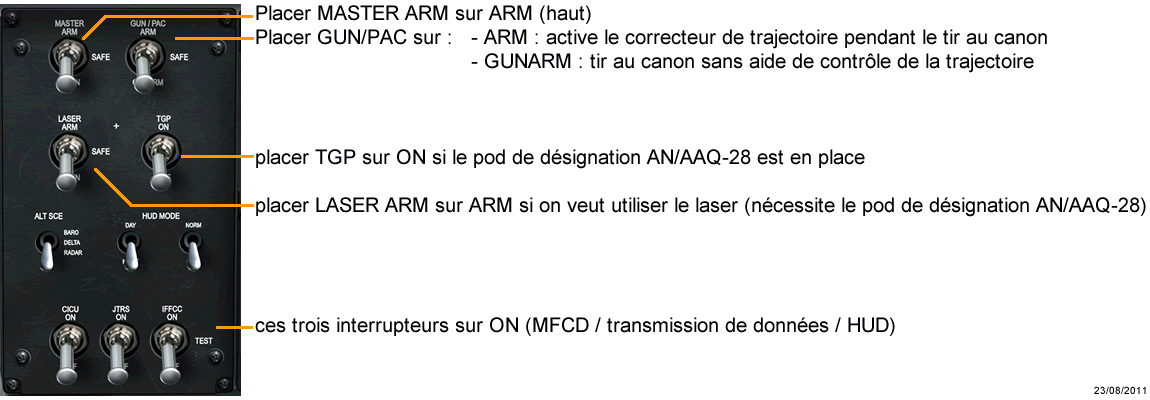 Placer MASTER ARM sur ARM (haut)
Placer GUN/PAC sur : - ARM : active le correcteur de trajectoire pendant le tir au canon
- GUNARM : tir au canon sans aide de contrôle de la trajectoire
MASTER
ARM
SAFE
GUN / PAC
ARM
SAFE
LASER
ARM
SAFE
+
TGP
ON
placer TGP sur ON si le pod de désignation AN/AAQ-28 est en place
placer LASER ARM sur ARM si on veut utiliser le laser (nécessite le pod de désignation AN/AAQ-28)
ALT SCE
BARO
DELTA
RADAR
HUD MODE
DAY
NORM
CICU
ON
JTRS
ON
IFFCC
ON
TEST
ces trois interrupteurs sur ON (MFCD / transmission de données / HUD)
23/08/2011